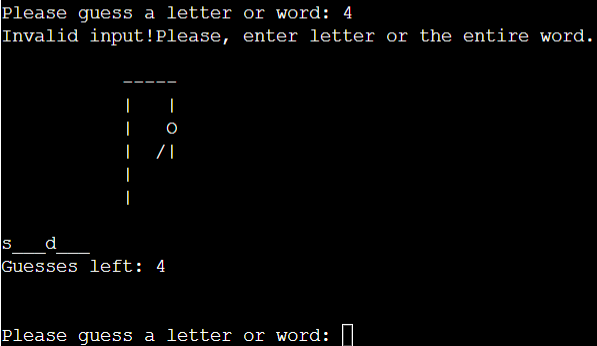 Please guess a letter or word: 4
Invalid input!Please, enter letter or the entire word.
-----
| |
| O
| /|
|
|
s___d___
Guesses left: 4
Please guess a letter or word: